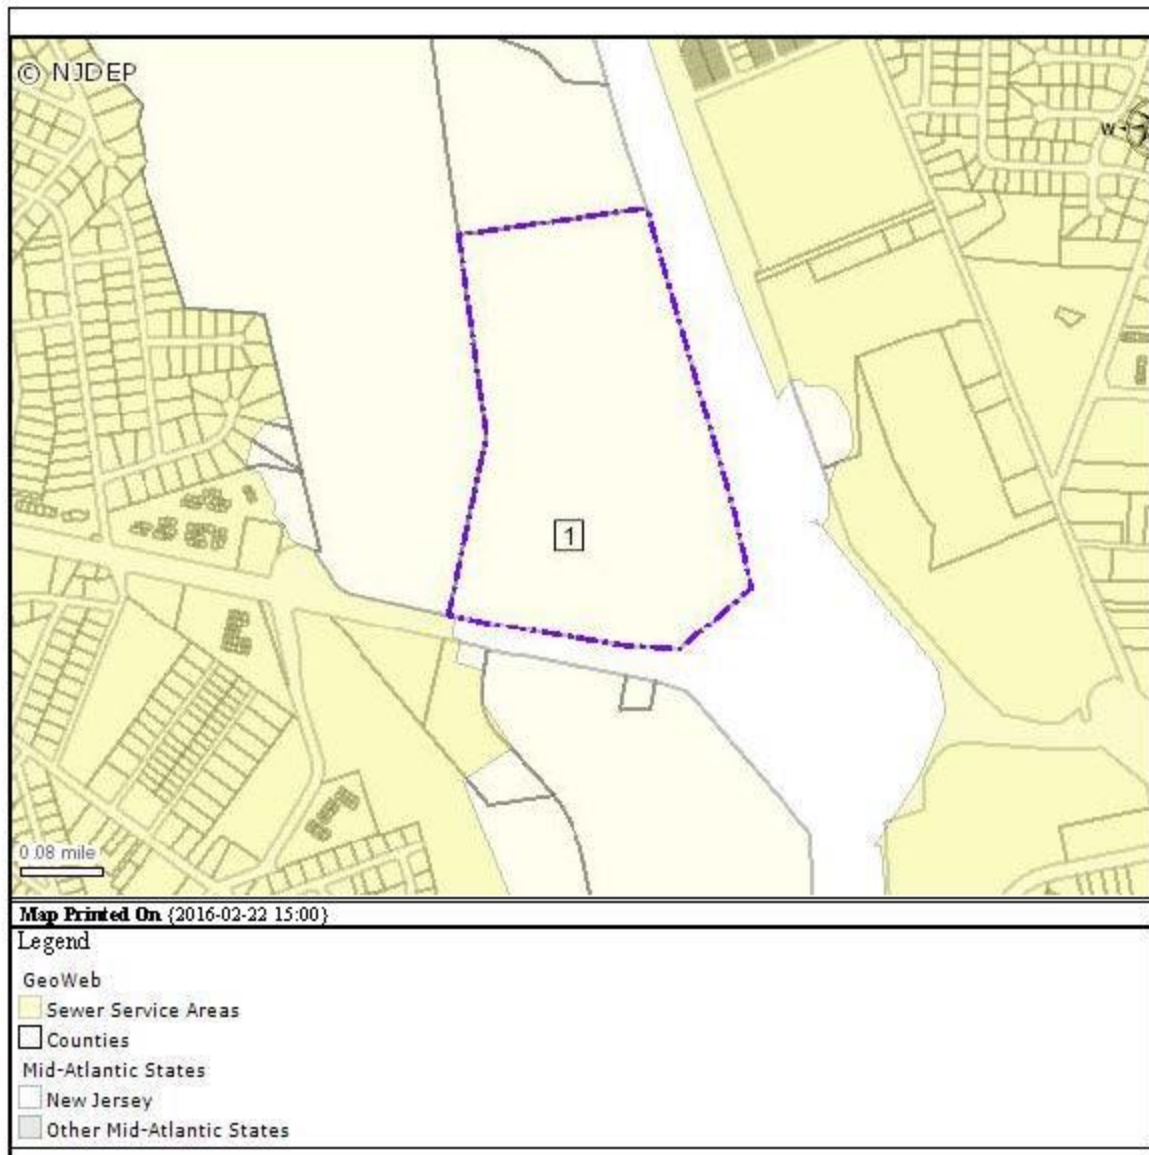 © NJDEP
W
1
0.08 mile
Map Printed On {2016-02-22 15:00}
Legend
GeoWeb
Sewer Service Areas
Counties
Mid-Atlantic States
New Jersey
Other Mid-Atlantic States